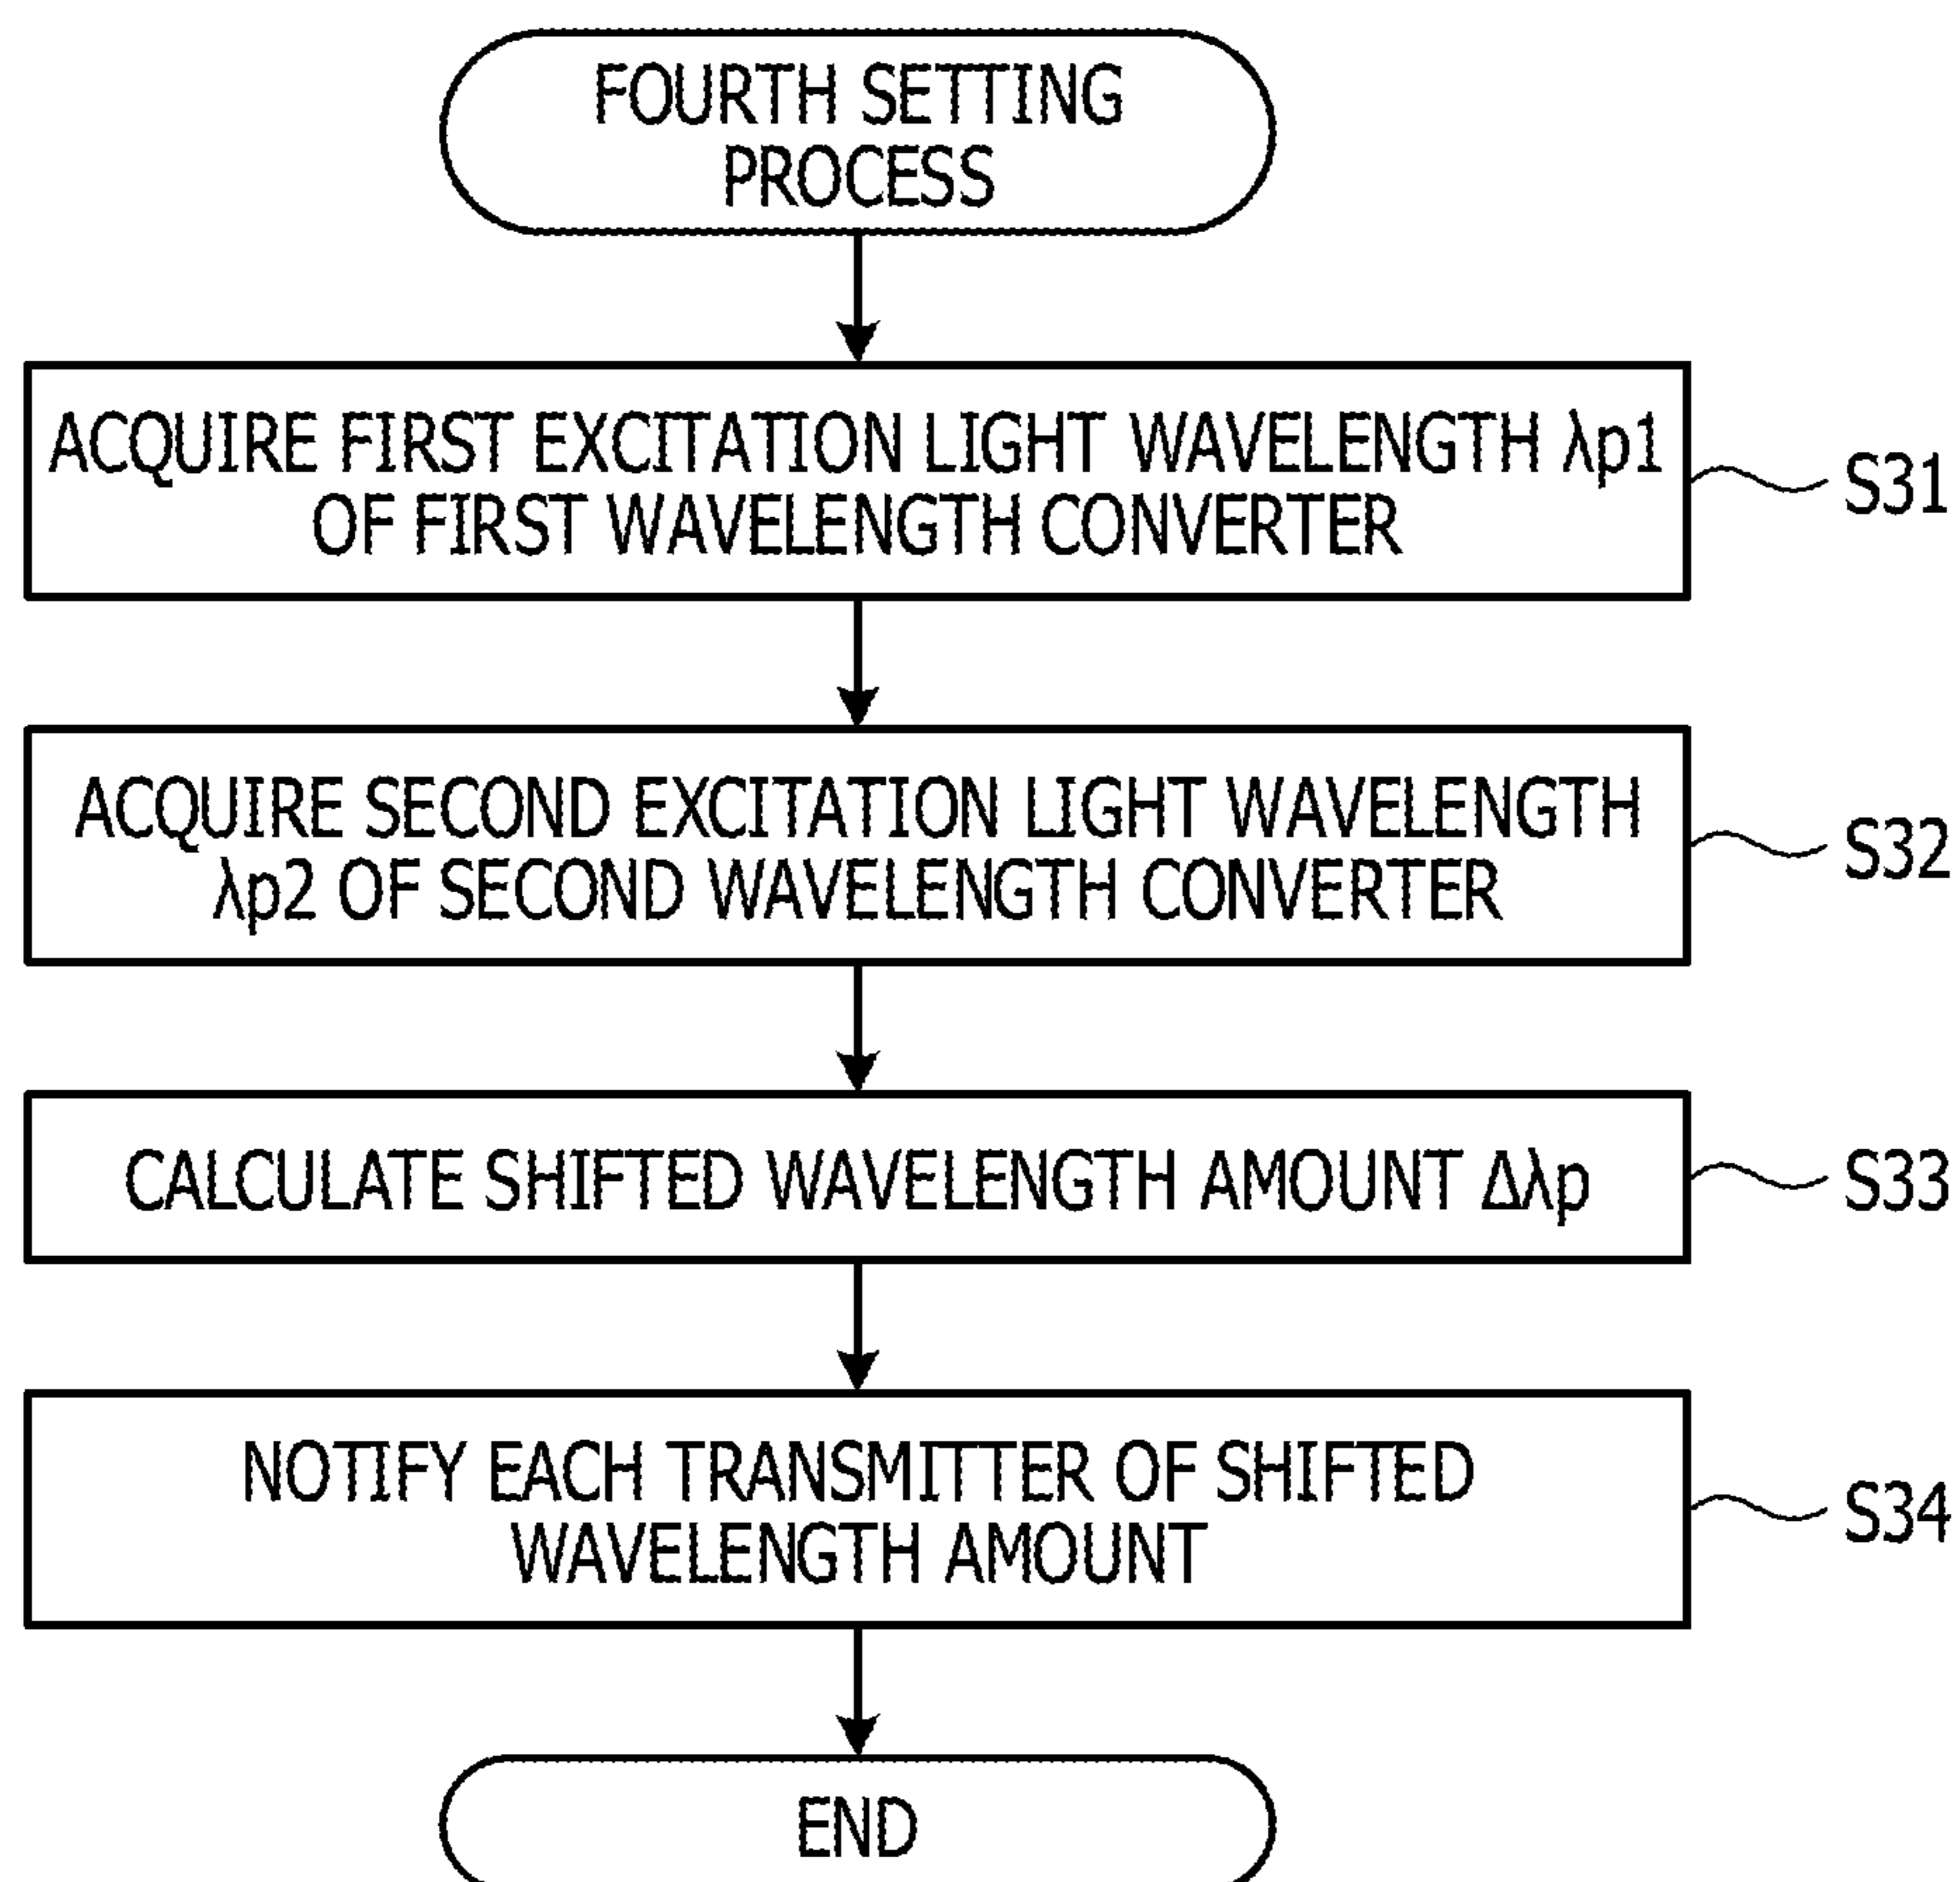 FOURTH SETTING
PROCESS
ACQUIRE FIRST EXCITATION LIGHT WAVELENGTH λp1
OF FIRST WAVELENGTH CONVERTER
S31
ACQUIRE SECOND EXCITATION LIGHT WAVELENGTH
λp2 OF SECOND WAVELENGTH CONVERTER
S32
CALCULATE SHIFTED WAVELENGTH AMOUNT Δλp
S33
NOTIFY EACH TRANSMITTER OF SHIFTED
WAVELENGTH AMOUNT
S34
END